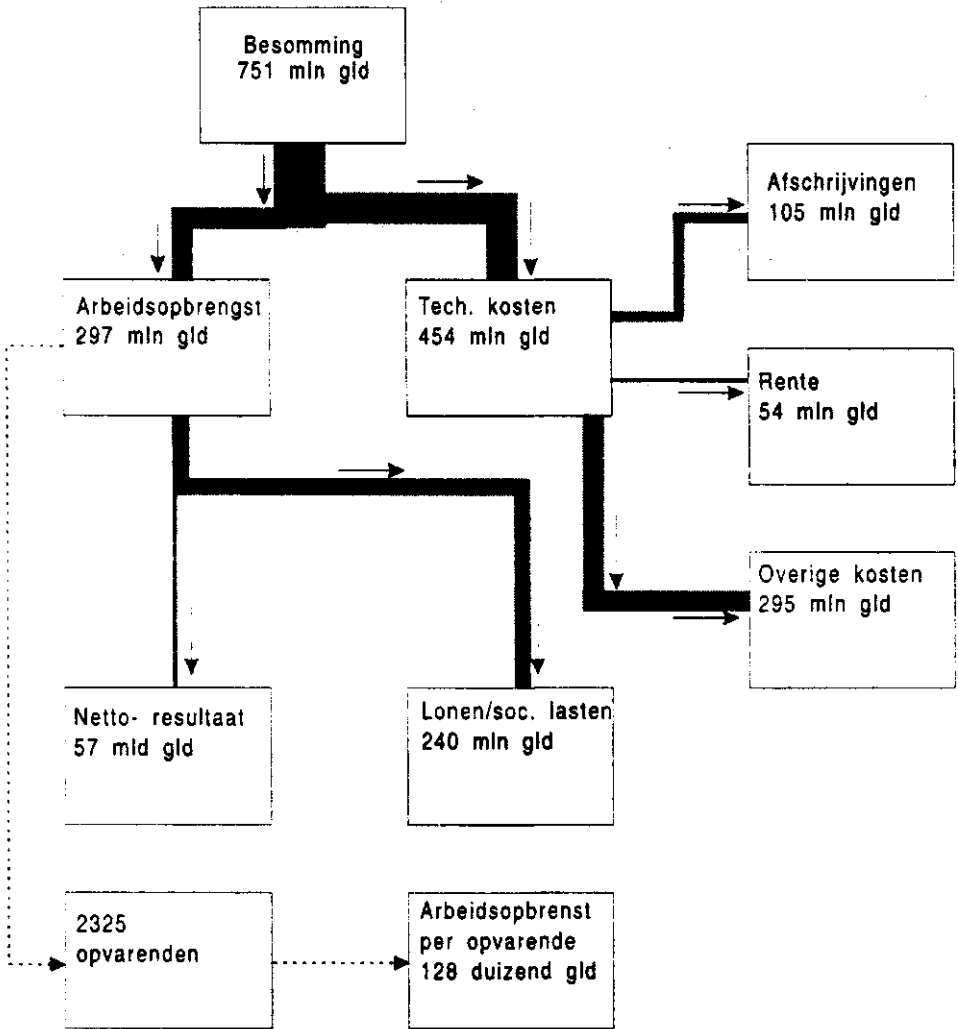 Besomming
751 mln gld
Afschrijvingen
105 mln gld
Arbeidsopbrengst
297 mln gld
Tech. kosten
454 mln gld
Rente
54 mln gld
Overige kosten
295 mln gld
Netto- resultaat
57 mld gld
Lonen/soc. lasten
240 mln gld
2325
opvarenden
Arbeidsopbrenst
per opvarende
128 duizend gld